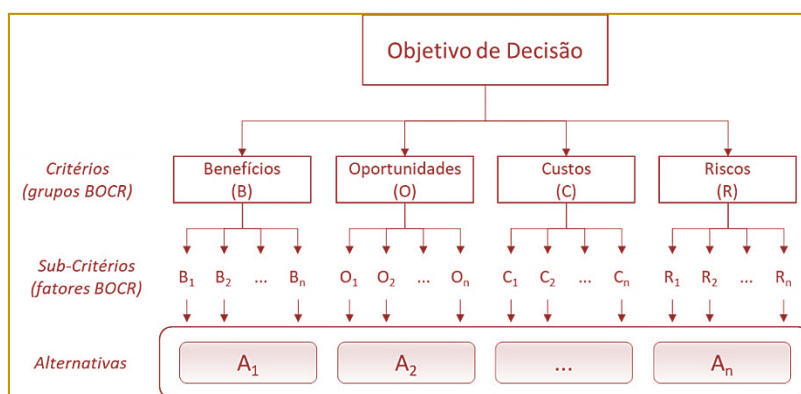 Objetivo de Decisão
Critérios
(grupos BOCR)
Benefícios
(B)
Oportunidades
(O)
Custos
(C)
Riscos
(R)
Sub-Critérios
(fatores BOCR)
B₁ B₂ ... Bₙ O₁ O₂ ... Oₙ C₁ C₂ ... Cₙ R₁ R₂ ... Rₙ
Alternativas
A₁ A₂ ... Aₙ